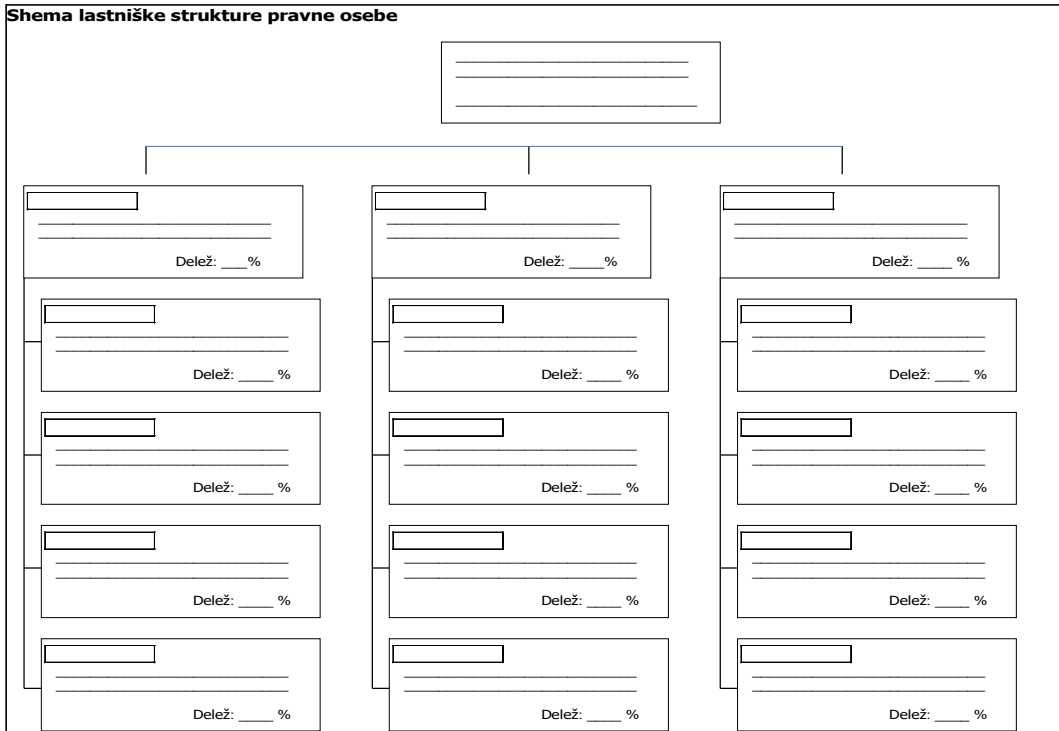 Shema lastniške strukture pravne osebe
Delež: ___%
Delež: ____%
Delež: ____ %
Delež: ____ %
Delež: ____ %
Delež: ____ %
Delež: ____ %
Delež: ____ %
Delež: ____ %
Delež: ____ %
Delež: ____ %
Delež: ____ %
Delež: ____ %
Delež: ____ %
Delež: ____ %